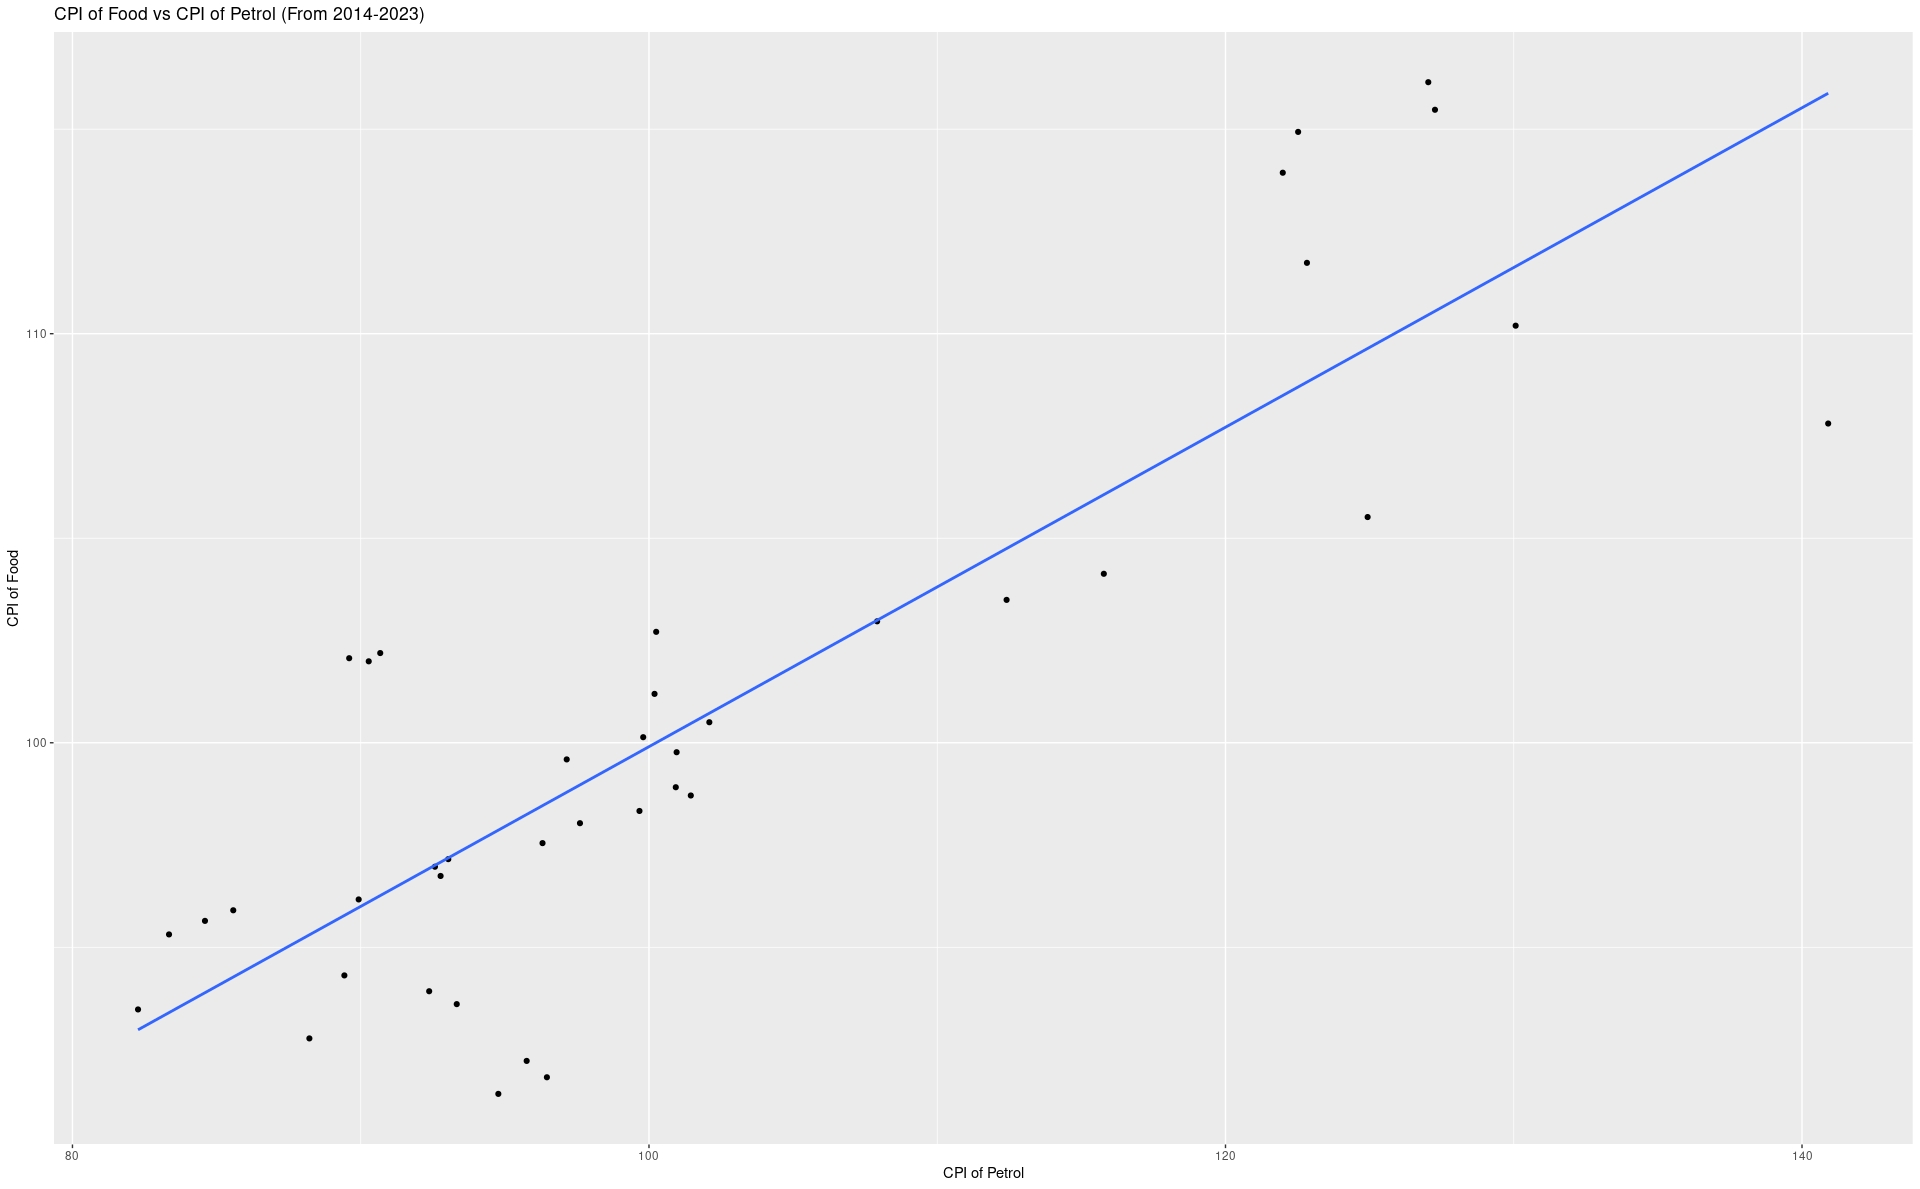 CPI of Food vs CPI of Petrol (From 2014-2023)
CPI of Food
110
100
80
100
120
140
CPI of Petrol